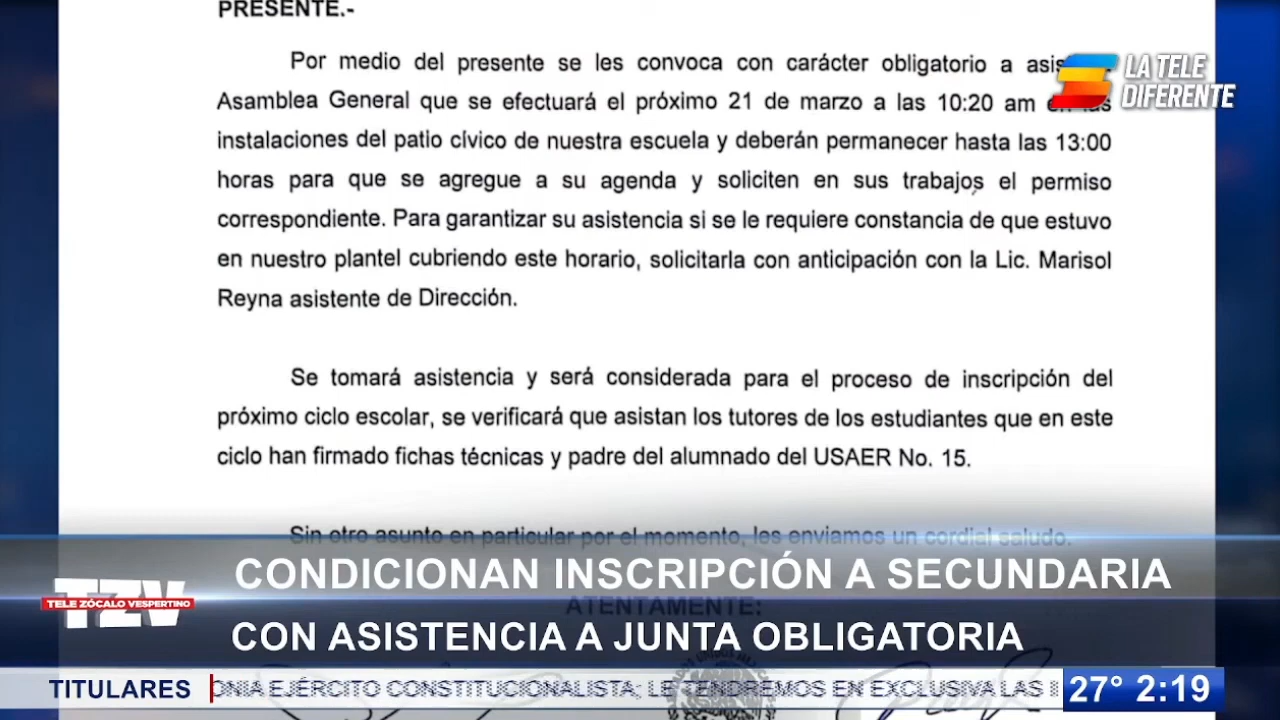 PRESENTE.-
Por medio del presente se les convoca con carácter obligatorio a
Asamblea General que se efectuará el próximo 21 de marzo a las 10:20 am
instalaciones del patio cívico de nuestra escuela y deberán permanecer hasta las 13:00
horas para que se agregue a su agenda y soliciten en sus trabajos el permiso
correspondiente. Para garantizar su asistencia si se le requiere constancia de que estuvo
en nuestro plantel cubriendo este horario, solicitarla con anticipación con la Lic. Marisol
Reyna asistente de Dirección.
Se tomará asistencia y será considerada para el proceso de inscripción del
próximo ciclo escolar, se verificará que asistan los tutores de los estudiantes que en este
ciclo han firmado fichas técnicas y padre del alumnado del USAER No. 15.
Sin otro asunto en particular por el momento, les enviamos un cordial saludo.
ATENTAMENTE:
LA TELE
DIFERENTE
CONDICIONAN INSCRIPCIÓN A SECUNDARIA
CON ASISTENCIA A JUNTA OBLIGATORIA
TZV
TELE ZÓCALO VESPERTINO
TITULARES
EJÉRCITO CONSTITUCIONALISTA; LE TENDREMOS EN EXCLUSIVA LAS
27° 2:19